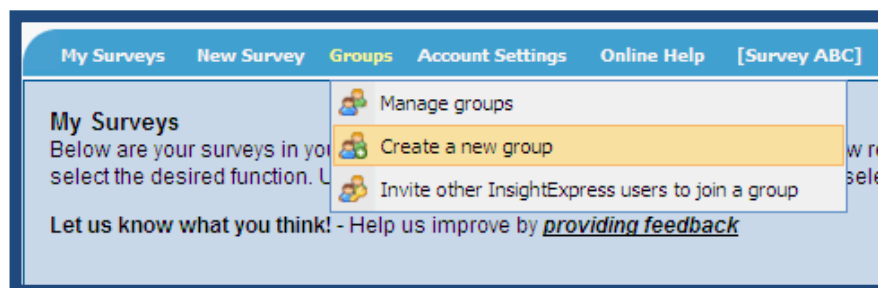 My Surveys New Survey Groups Account Settings Online Help [Survey ABC]
Manage groups
Create a new group
Invite other InsightExpress users to join a group
My Surveys
Below are your surveys in you
select the desired function.
Let us know what you think! - Help us improve by providing feedback